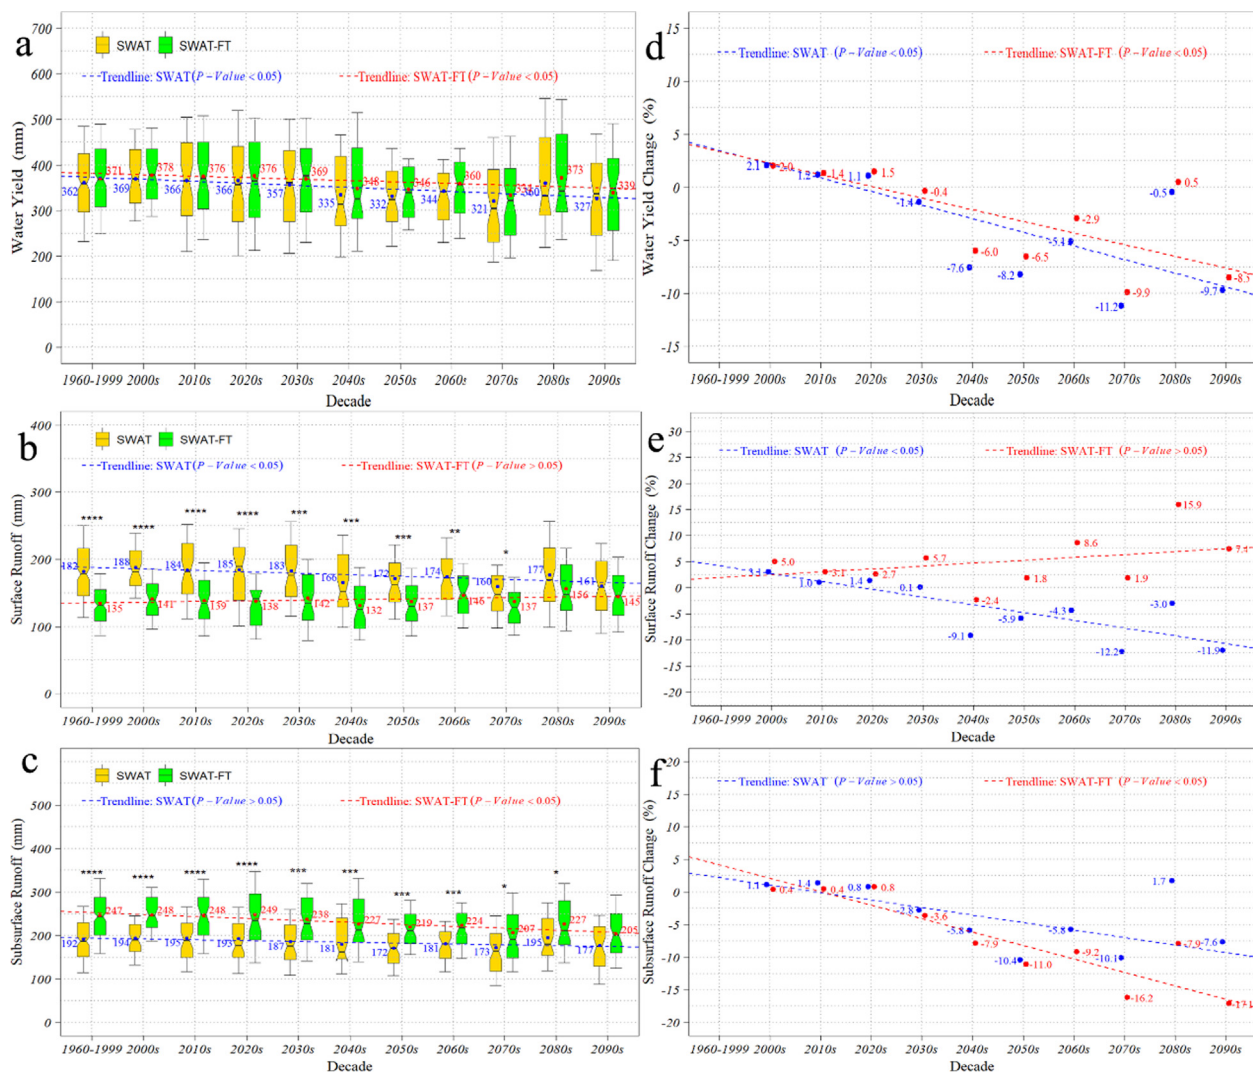 a
700
600
500
400
300
200
100
0
Water Yield (mm)
SWAT SWAT-FT
Trendline: SWAT(P−Value<0.05) Trendline: SWAT-FT(P−Value<0.05)
371 378 376 376 369 348 346 360 373 339
362 369 366 366 357 335 332 344 321 360 327
1960-1999 2000s 2010s 2020s 2030s 2040s 2050s 2060s 2070s 2080s 2090s
Decade
d
15
10
5
0
-5
-10
-15
Water Yield Change (%)
Trendline: SWAT (P−Value<0.05) Trendline: SWAT-FT (P−Value<0.05)
2.1 1.2 1.1 -1.4 -7.6 -8.2 -5.1 -11.2 -0.5 -9.7
2.0 1.4 1.5 -0.4 -6.0 -6.5 -2.9 -9.9 0.5 -8.5
1960-1999 2000s 2010s 2020s 2030s 2040s 2050s 2060s 2070s 2080s 2090s
Decade
b
400
300
200
100
0
Surface Runoff (mm)
SWAT SWAT-FT
Trendline: SWAT(P−Value<0.05) Trendline: SWAT-FT(P−Value>0.05)
**** **** **** **** *** *** *** ** *
182 188 184 185 183 166 172 174 160 177 161
135 141 139 138 142 132 137 146 137 156 145
1960-1999 2000s 2010s 2020s 2030s 2040s 2050s 2060s 2070s 2080s 2090s
Decade
e
30
25
20
15
10
5
0
-5
-10
-15
-20
Surface Runoff Change (%)
Trendline: SWAT (P−Value<0.05) Trendline: SWAT-FT (P−Value>0.05)
3.1 1.0 1.4 0.1 -9.1 -5.9 -4.3 -12.2 -3.0 -11.9
5.0 3.1 2.7 5.7 -2.4 1.8 8.6 1.9 15.9 7.4
1960-1999 2000s 2010s 2020s 2030s 2040s 2050s 2060s 2070s 2080s 2090s
Decade
c
500
400
300
200
100
0
Subsurface Runoff (mm)
SWAT SWAT-FT
Trendline: SWAT(P−Value>0.05) Trendline: SWAT-FT(P−Value<0.05)
**** **** **** **** *** *** *** *** * *
247 248 248 249 238 227 219 224 207 227 205
192 194 195 193 187 181 172 181 173 195 177
1960-1999 2000s 2010s 2020s 2030s 2040s 2050s 2060s 2070s 2080s 2090s
Decade
f
20
15
10
5
0
-5
-10
-15
-20
Subsurface Runoff Change (%)
Trendline: SWAT (P−Value>0.05) Trendline: SWAT-FT (P−Value<0.05)
1.1 1.4 0.8 -2.8 -5.8 -10.4 -5.8 -10.1 1.7 -7.6
0.4 0.4 0.8 -3.6 -7.9 -11.0 -9.2 -16.2 -7.9 -17.1
1960-1999 2000s 2010s 2020s 2030s 2040s 2050s 2060s 2070s 2080s 2090s
Decade